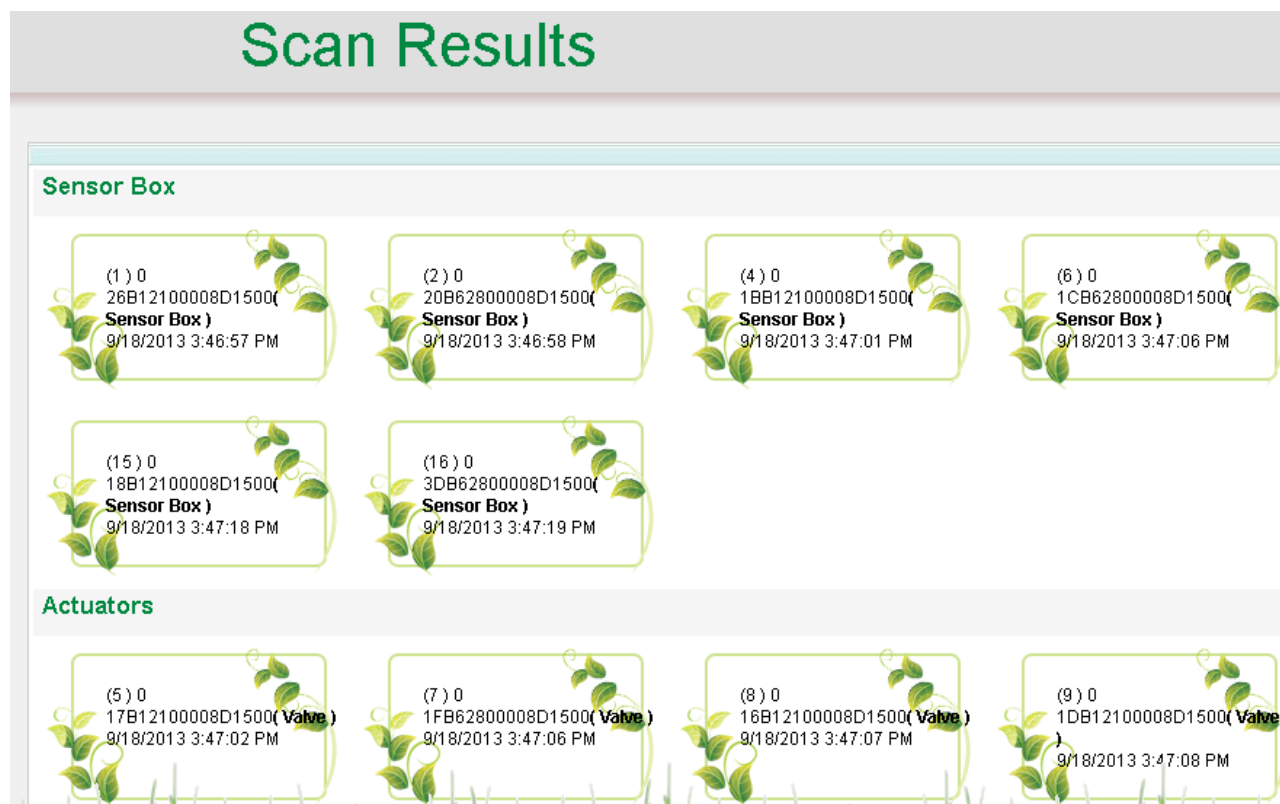 Scan Results
Sensor Box
(1 ) 0
26B12100008D1500(
Sensor Box )
9/18/2013 3:46:57 PM
(2 ) 0
20B62800008D1500(
Sensor Box )
9/18/2013 3:46:58 PM
(4 ) 0
1BB12100008D1500(
Sensor Box )
9/18/2013 3:47:01 PM
(6 ) 0
1CB62800008D1500(
Sensor Box )
9/18/2013 3:47:06 PM
(15 ) 0
18B12100008D1500(
Sensor Box )
9/18/2013 3:47:18 PM
(16 ) 0
3DB62800008D1500(
Sensor Box )
9/18/2013 3:47:19 PM
Actuators
(5 ) 0
17B12100008D1500( Valve )
9/18/2013 3:47:02 PM
(7 ) 0
1FB62800008D1500( Valve )
9/18/2013 3:47:06 PM
(8 ) 0
16B12100008D1500( Valve )
9/18/2013 3:47:07 PM
(9 ) 0
1DB12100008D1500( Valve
)
9/18/2013 3:47:08 PM